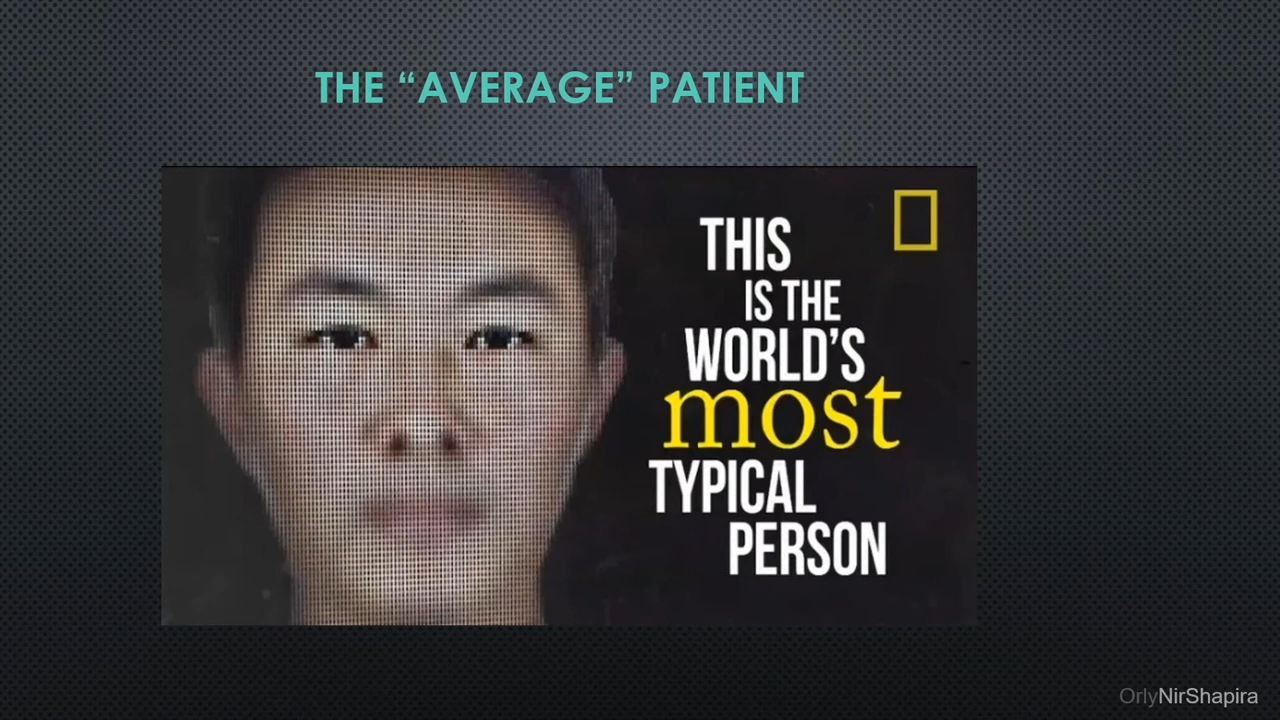 THE “AVERAGE” PATIENT
THIS
IS THE
WORLD’S
most
TYPICAL
PERSON
OrlyNirShapira